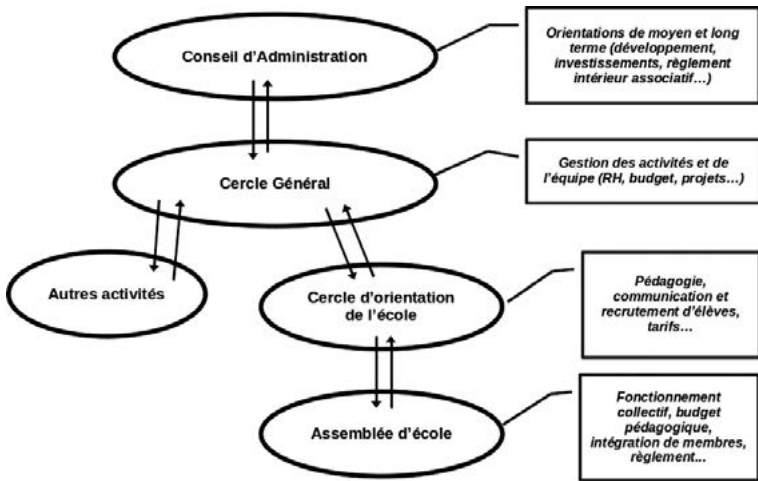 Conseil d'Administration
Orientations de moyen et long
terme (développement,
investissements, règlement
intérieur associatif…)
Cercle Général
Gestion des activités et de
l'équipe (RH, budget, projets…)
Autres activités
Cercle d'orientation
de l'école
Pédagogie,
communication et
recrutement d'élèves,
tarifs…
Assemblée d'école
Fonctionnement
collectif, budget
pédagogique,
intégration de membres,
règlement...